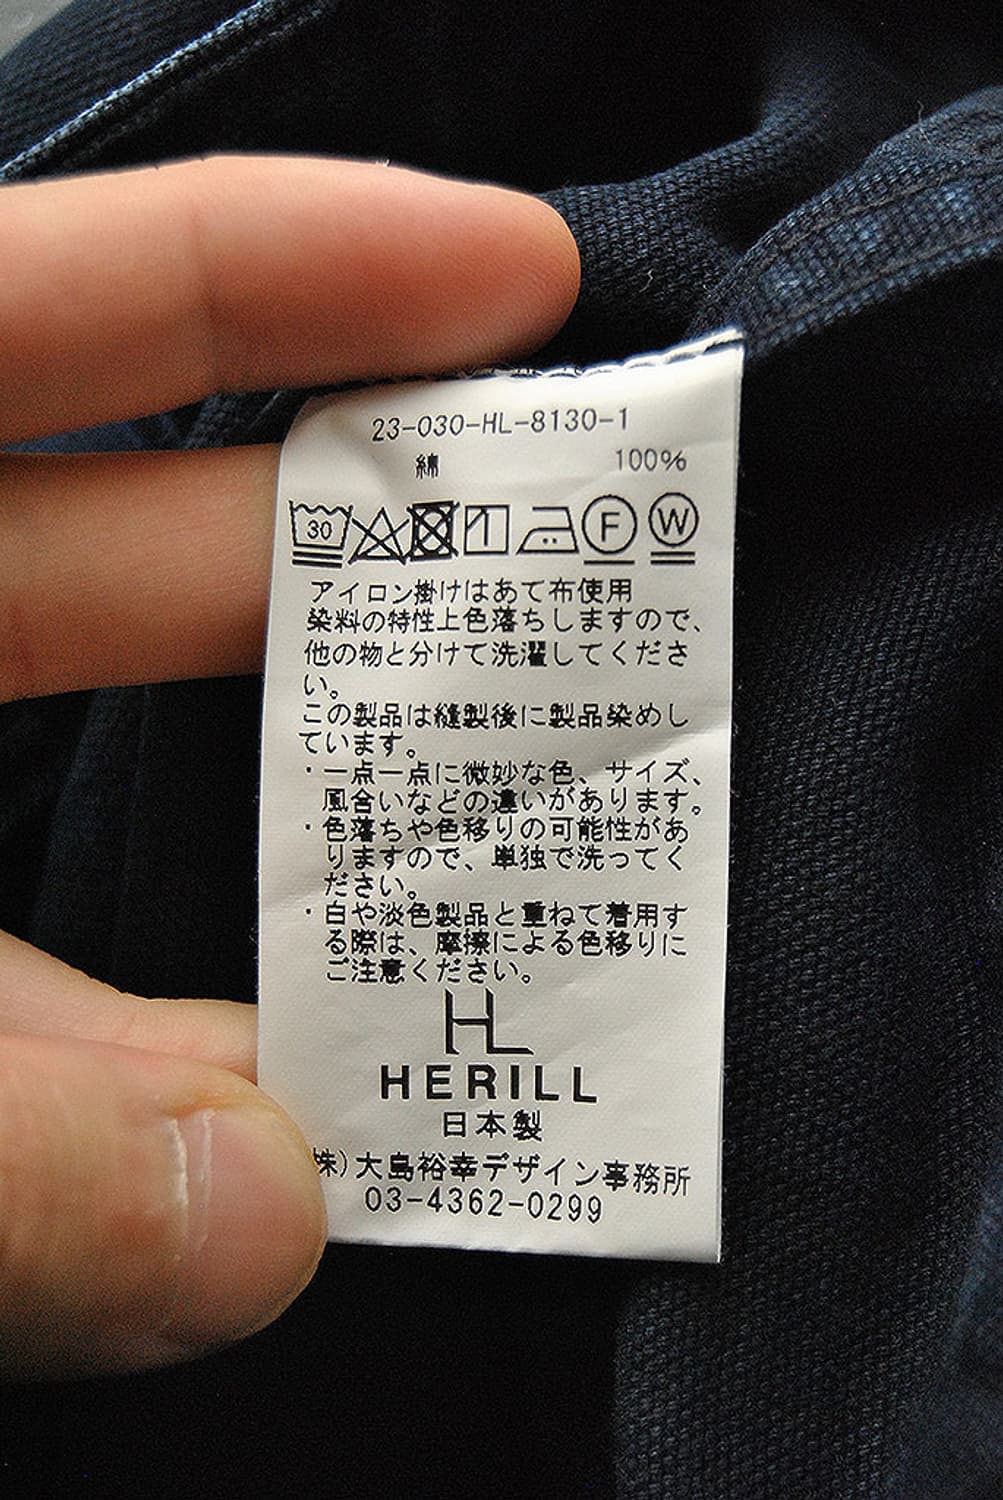 23-030-HL-8130-1
綿 100%
30 F W
アイロン掛けはあて布使用
染料の特性上色落ちしますので、
他の物と分けて洗濯してくださ
い。
この製品は縫製後に製品染めし
ています。
・一点一点に微妙な色、サイズ、
風合いなどの違いがあります。
・色落ちや色移りの可能性があ
りますので、単独で洗ってく
ださい。
・白や淡色製品と重ねて着用す
る際は、摩擦による色移りに
ご注意ください。
HL
HERILL
日本製
株)大島裕幸デザイン事務所
03-4362-0299